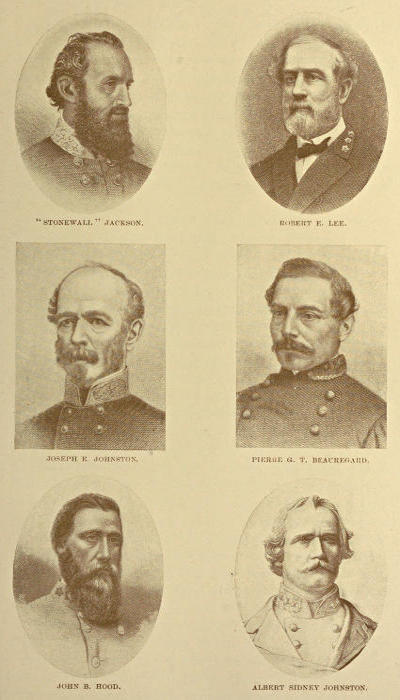 "STONEWALL" JACKSON.
ROBERT E. LEE.
JOSEPH E. JOHNSTON.
PIERRE G. T. BEAUREGARD.
JOHN B. HOOD.
ALBERT SIDNEY JOHNSTON.